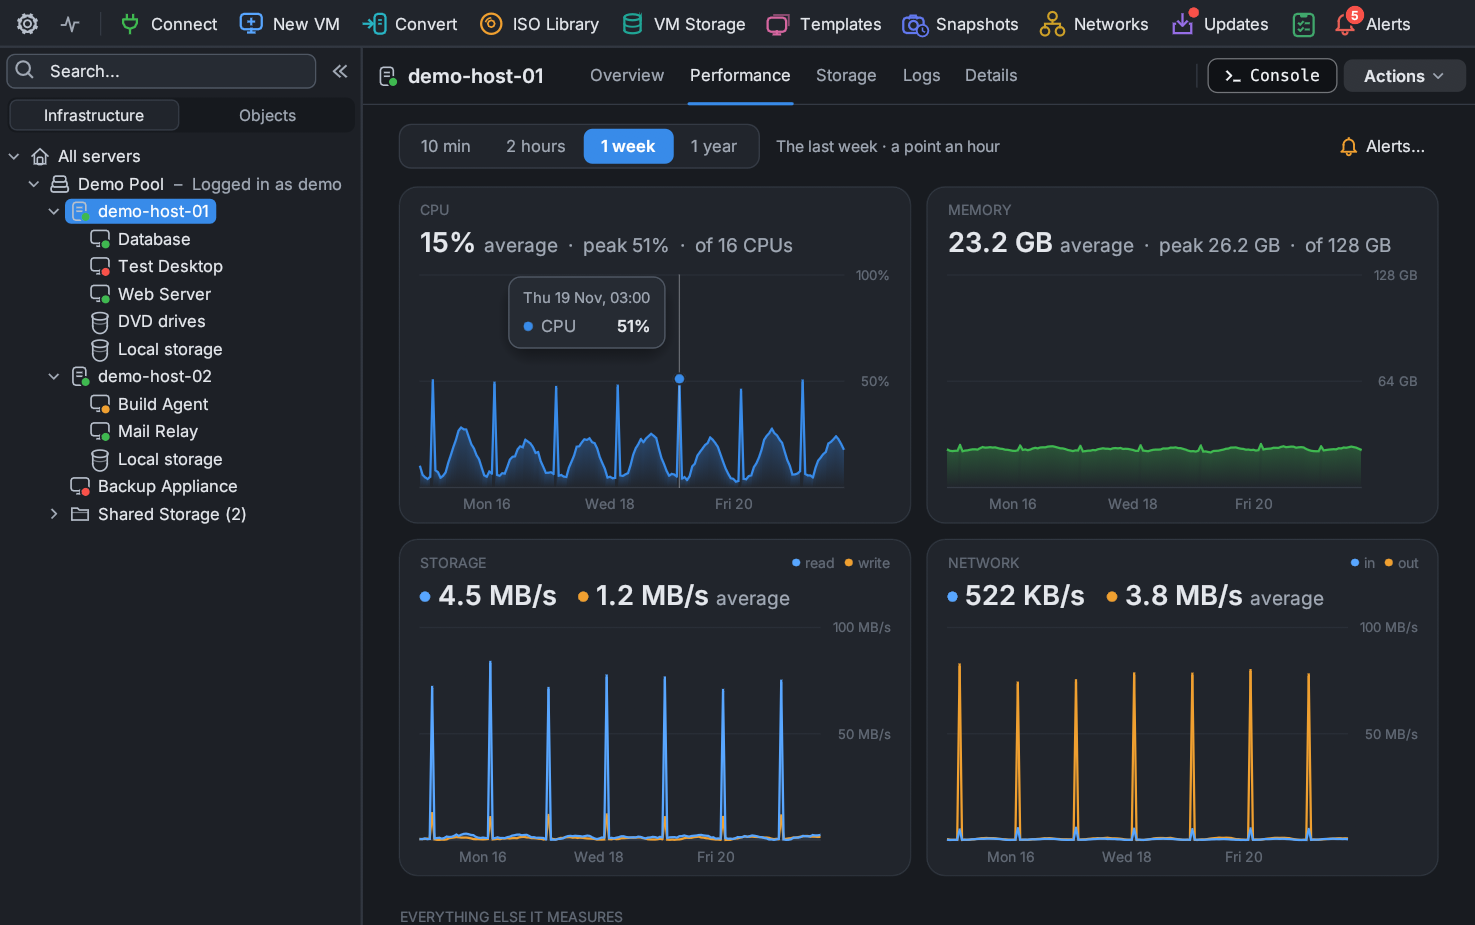 Connect
New VM
Convert
ISO Library
VM Storage
Templates
Snapshots
Networks
Updates
5
Alerts
Search...
Infrastructure
Objects
All servers
Demo Pool – Logged in as demo
demo-host-01
Database
Test Desktop
Web Server
DVD drives
Local storage
demo-host-02
Build Agent
Mail Relay
Local storage
Backup Appliance
Shared Storage (2)
demo-host-01
Overview
Performance
Storage
Logs
Details
Console
Actions
10 min
2 hours
1 week
1 year
The last week · a point an hour
Alerts...
CPU
15% average · peak 51% · of 16 CPUs
100%
Thu 19 Nov, 03:00
CPU 51%
50%
Mon 16
Wed 18
Fri 20
MEMORY
23.2 GB average · peak 26.2 GB · of 128 GB
128 GB
64 GB
Mon 16
Wed 18
Fri 20
STORAGE
read
write
4.5 MB/s 1.2 MB/s average
100 MB/s
50 MB/s
Mon 16
Wed 18
Fri 20
NETWORK
in
out
522 KB/s 3.8 MB/s average
100 MB/s
50 MB/s
Mon 16
Wed 18
Fri 20
EVERYTHING ELSE IT MEASURES